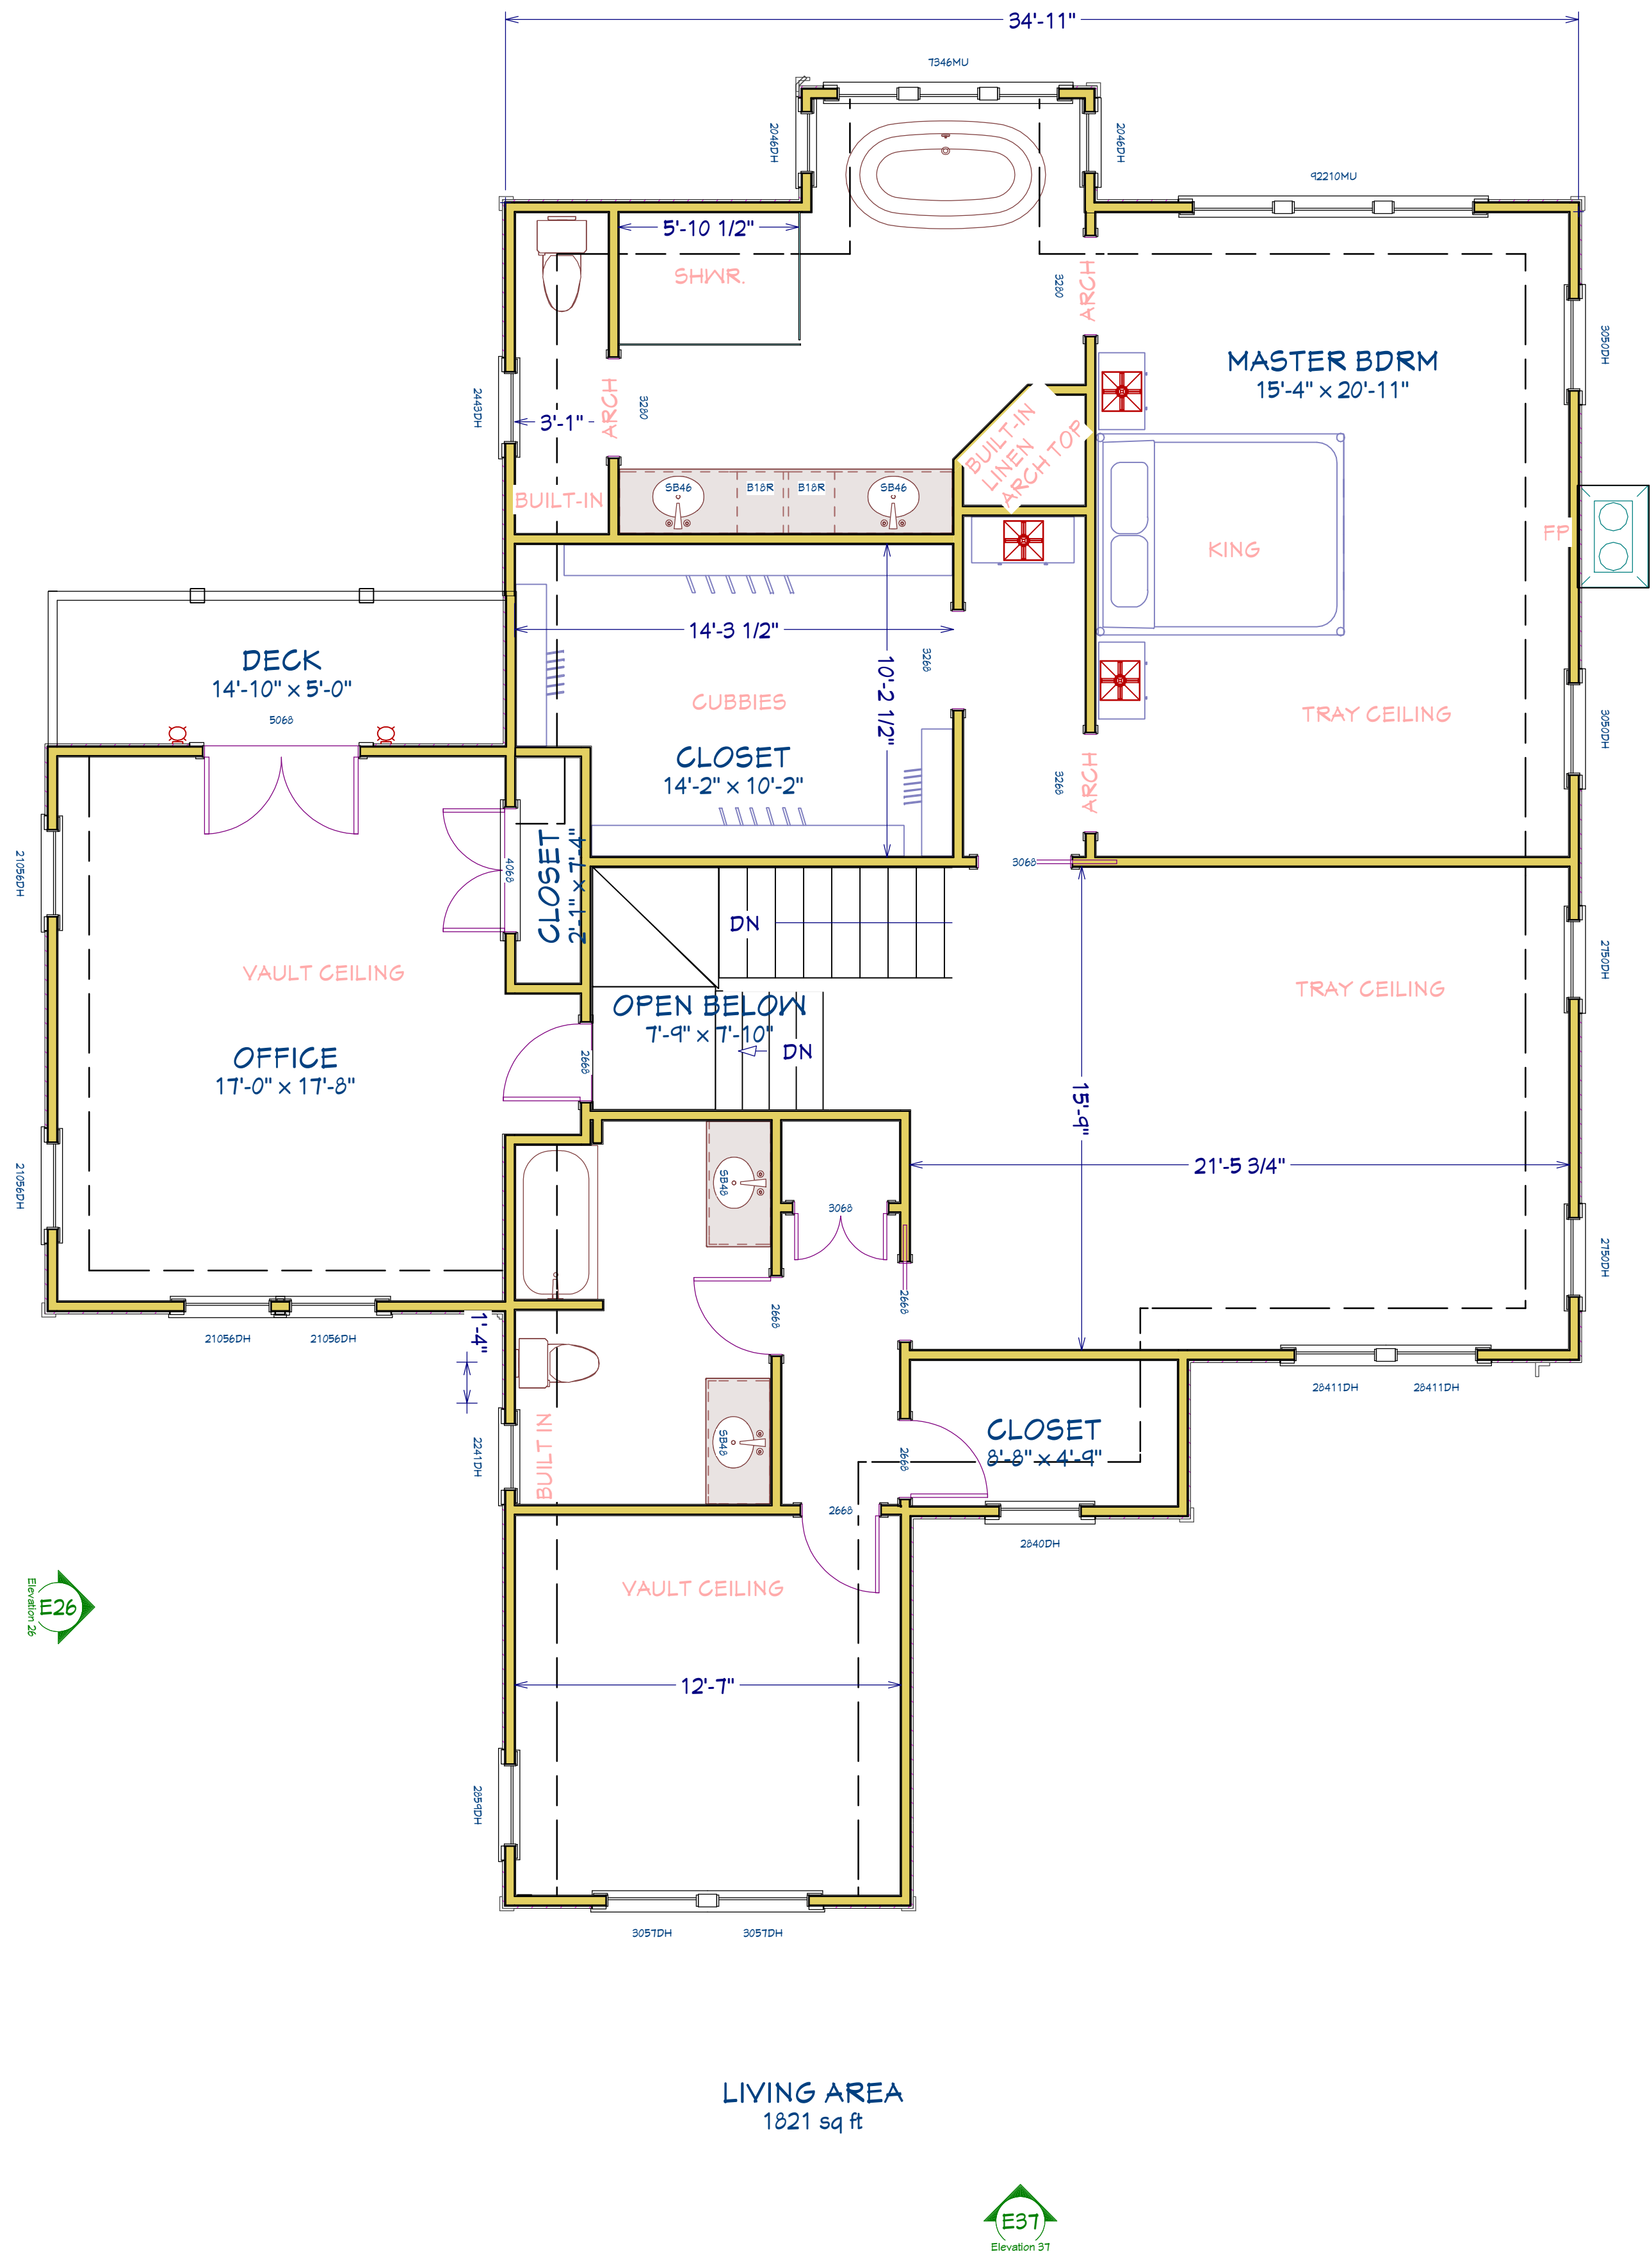 34'-11"
7346MU
2046DH
2046DH
92210MU
5'-10 1/2"
SHWR.
ARCH
3280
3050DH
MASTER BDRM
15'-4" x 20'-11"
2443DH
3'-1"
ARCH
3280
BUILT-IN
LINEN
ARCH TOP
BUILT-IN
SB46
B18R
B18R
SB46
KING
FP
14'-3 1/2"
10'-2 1/2"
3268
DECK
14'-10" x 5'-0"
5068
CUBBIES
CLOSET
14'-2" x 10'-2"
TRAY CEILING
3050DH
3268
ARCH
21056DH
4068
CLOSET
2'-1" x 7'-4"
3068
DN
VAULT CEILING
TRAY CEILING
2750DH
OPEN BELOW
7'-9" x 7'-10"
DN
OFFICE
17'-0" x 17'-8"
2668
15'-9"
21'-5 3/4"
21056DH
SB48
3068
2750DH
2668
2668
21056DH
21056DH
1'-4"
28411DH
28411DH
2241DH
BUILT IN
SB48
2668
CLOSET
8'-8" x 4'-9"
2668
2840DH
VAULT CEILING
E26
Elevation 26
12'-7"
2859DH
3057DH
3057DH
LIVING AREA
1821 sq ft
E37
Elevation 37